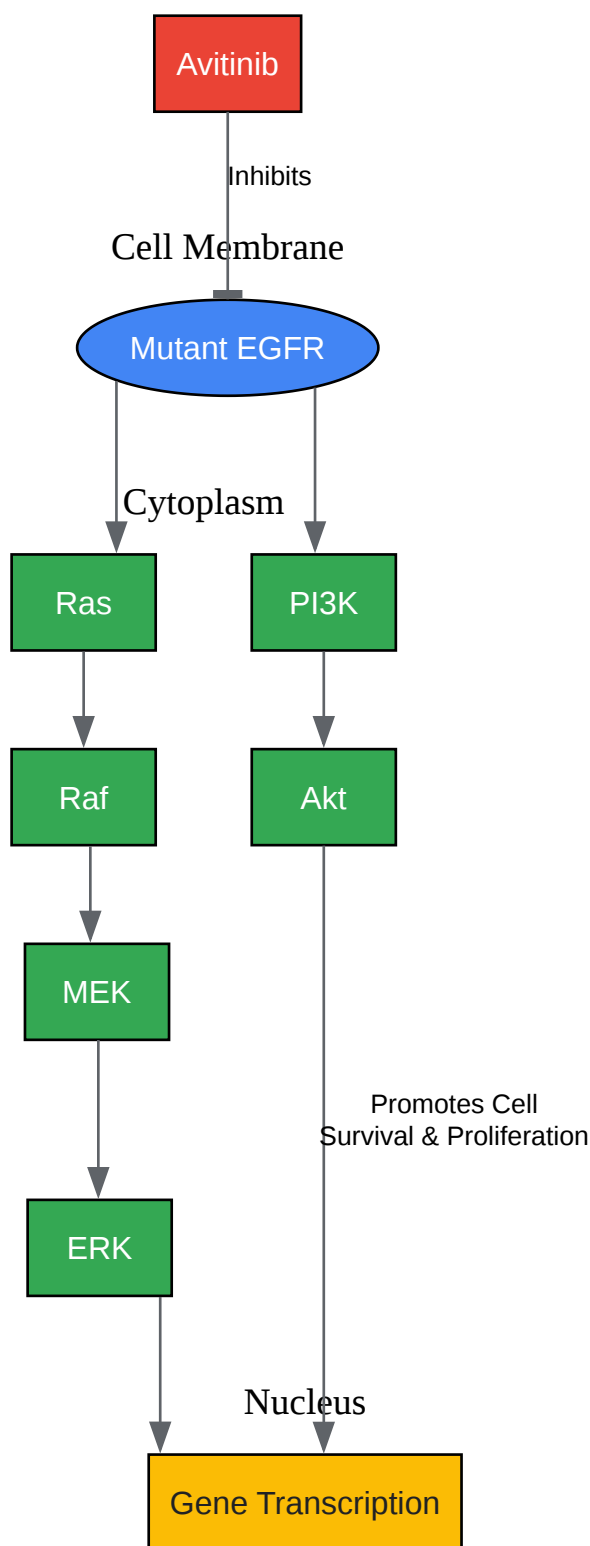 Avitinib
Inhibits
Cell Membrane
Mutant EGFR
Cytoplasm
Ras
PI3K
Raf
Akt
MEK
Promotes Cell
Survival & Proliferation
ERK
Nucleus
Gene Transcription